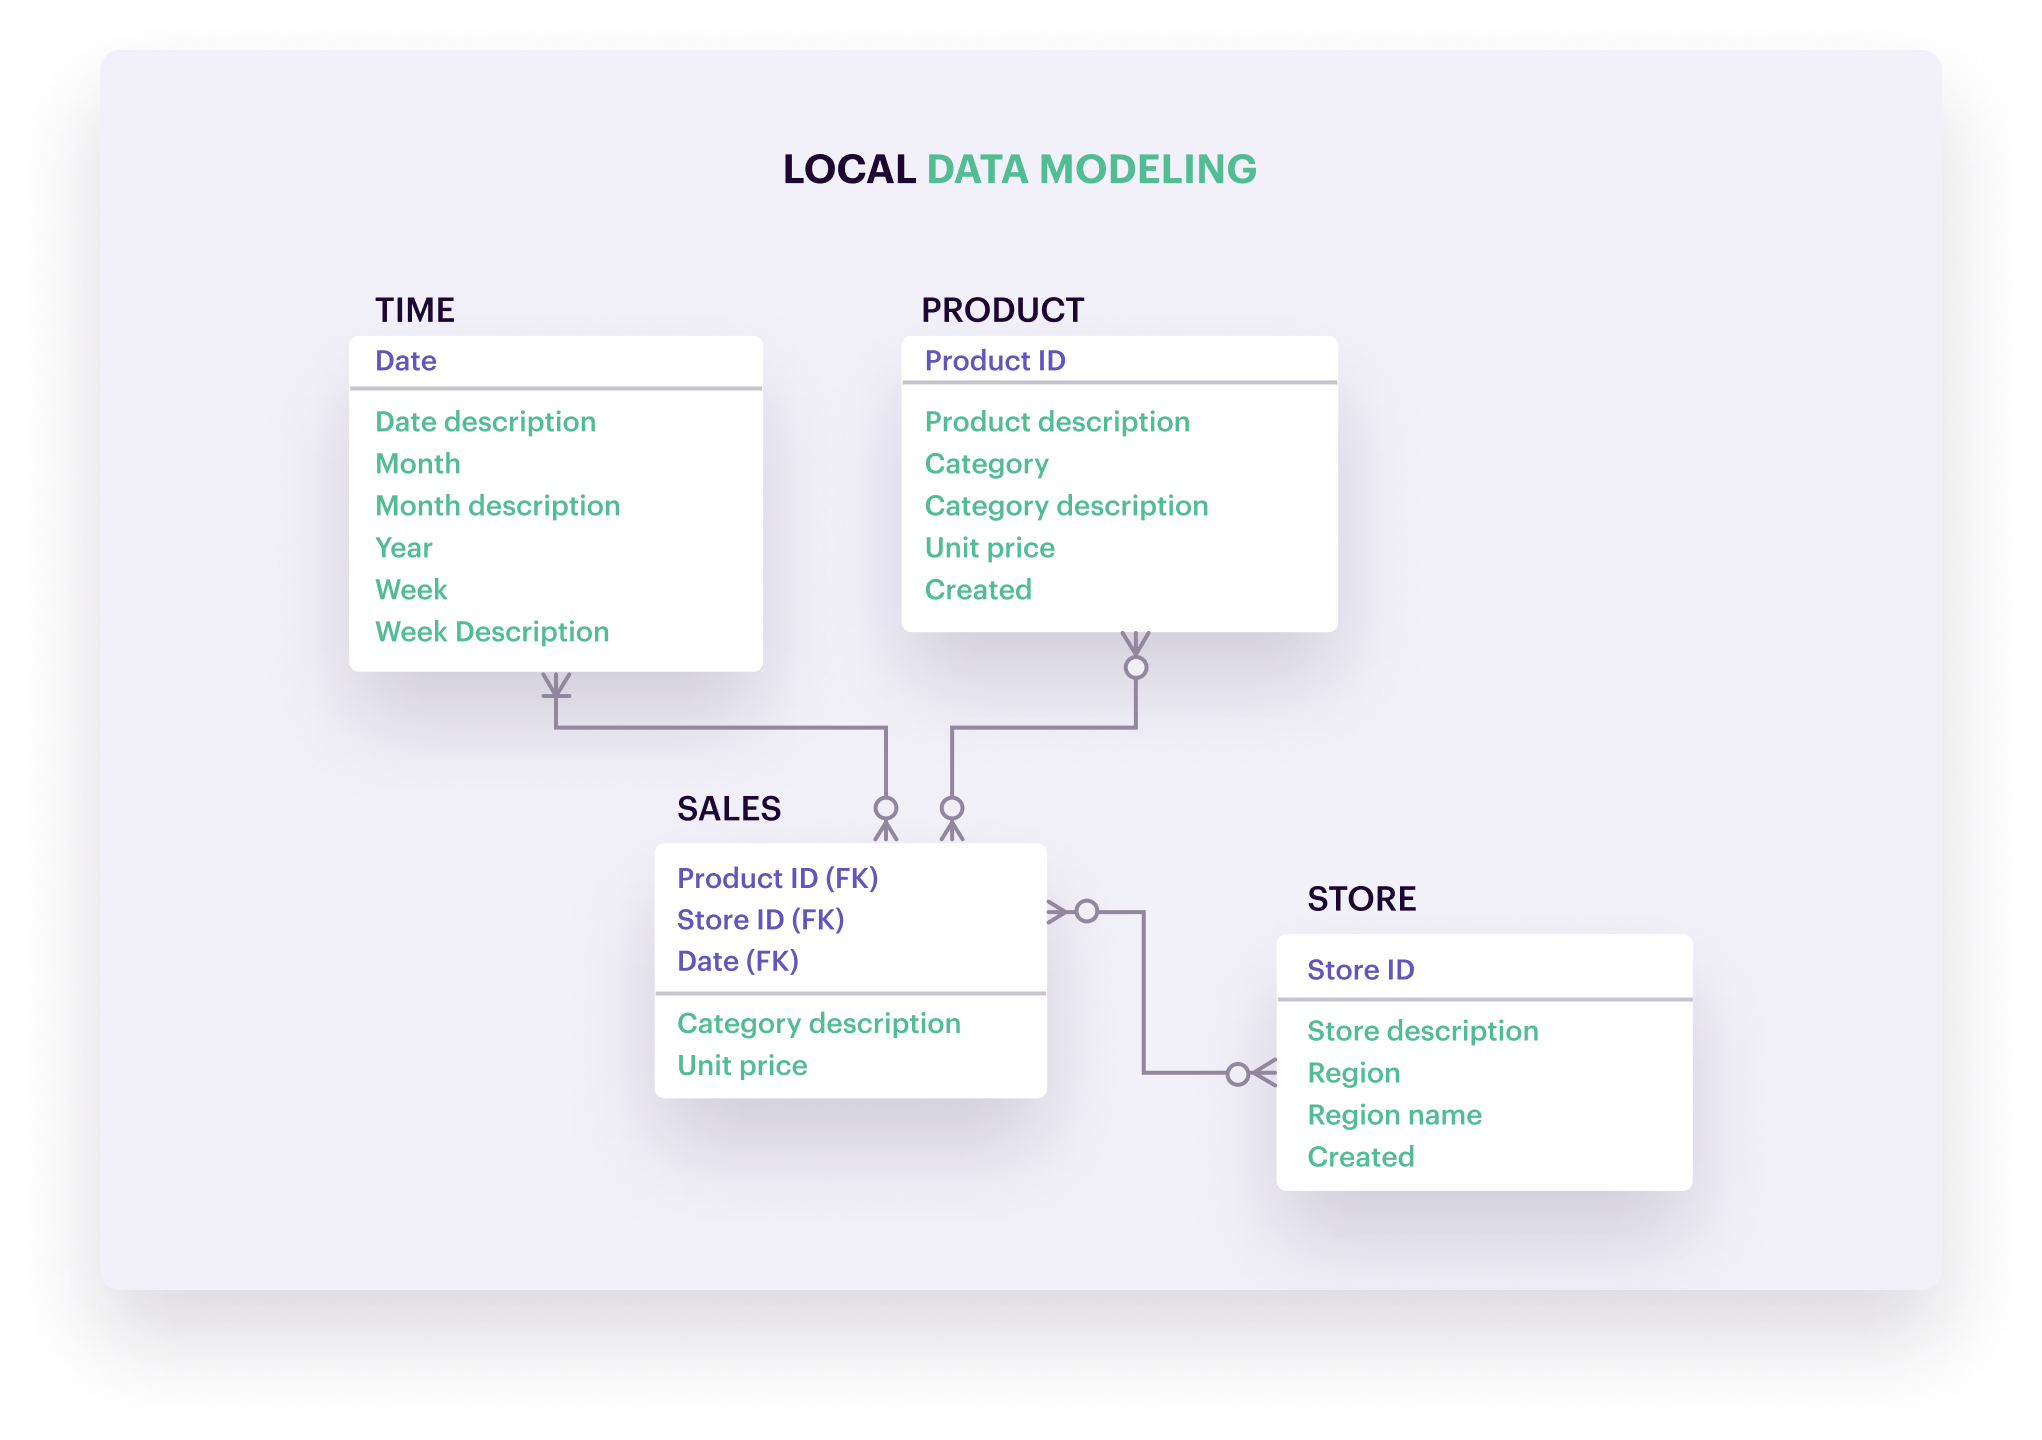 LOCAL DATA MODELING
TIME
Date
Date description
Month
Month description
Year
Week
Week Description
PRODUCT
Product ID
Product description
Category
Category description
Unit price
Created
SALES
Product ID (FK)
Store ID (FK)
Date (FK)
Category description
Unit price
STORE
Store ID
Store description
Region
Region name
Created